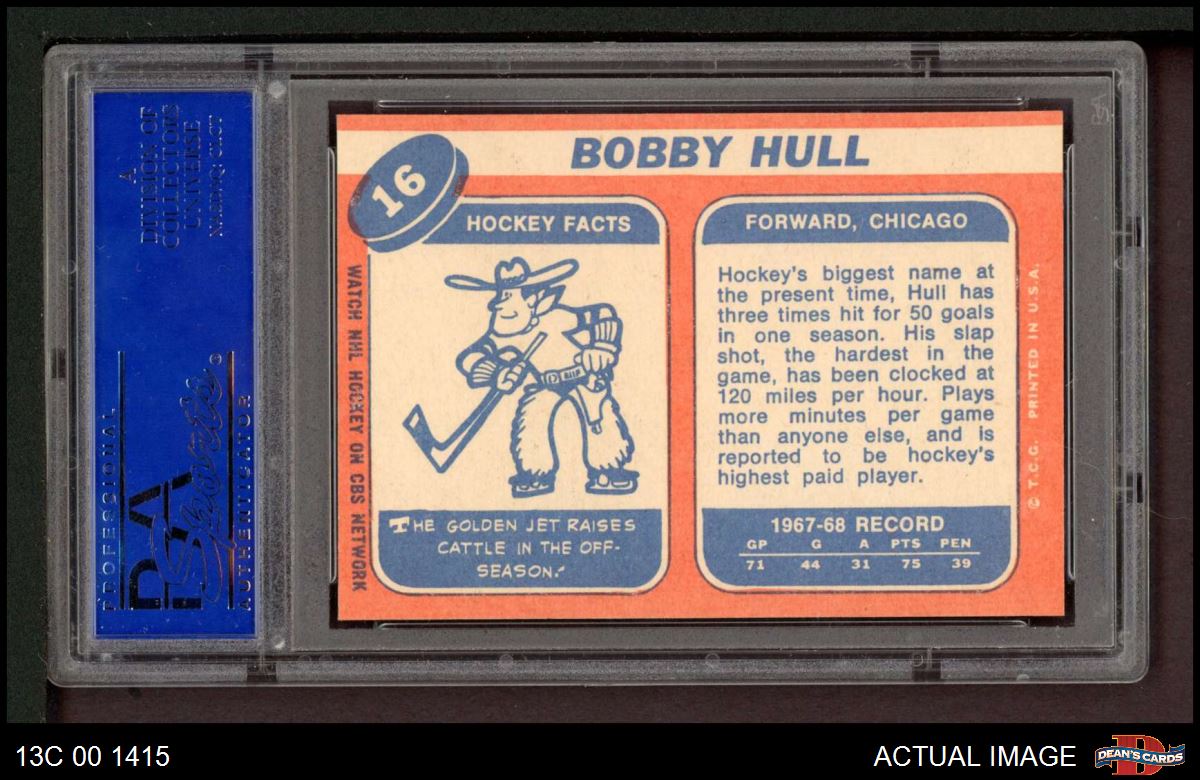 A
DIVISION OF
COLLECTORS
UNIVERSE
NASDAQ: CLCT
PROFESSIONAL
PSA
Sports
AUTHENTICATOR
BOBBY HULL
16
HOCKEY FACTS
WATCH NHL HOCKEY ON CBS NETWORK
THE GOLDEN JET RAISES
CATTLE IN THE OFF-
SEASON.
FORWARD, CHICAGO
Hockey's biggest name at
the present time, Hull has
three times hit for 50 goals
in one season. His slap
shot, the hardest in the
game, has been clocked at
120 miles per hour. Plays
more minutes per game
than anyone else, and is
reported to be hockey's
highest paid player.
1967-68 RECORD
GP G A PTS PEN
71 44 31 75 39
© T.C.G. PRINTED IN U.S.A.
13C 00 1415
ACTUAL IMAGE
D
DEAN'S CARDS